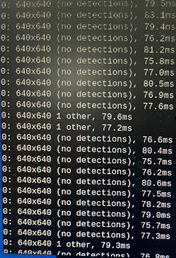 0: 640x640 (no detections), 79.5ms
0: 640x640 (no detections), 83.1ms
0: 640x640 (no detections), 79.4ms
0: 640x640 (no detections), 76.2ms
0: 640x640 (no detections), 81.2ms
0: 640x640 (no detections), 75.8ms
0: 640x640 (no detections), 77.0ms
0: 640x640 (no detections), 80.5ms
0: 640x640 (no detections), 76.9ms
0: 640x640 (no detections), 77.6ms
0: 640x640 1 other, 79.6ms
0: 640x640 1 other, 77.2ms
0: 640x640 (no detections), 76.6ms
0: 640x640 (no detections), 80.4ms
0: 640x640 (no detections), 75.7ms
0: 640x640 (no detections), 76.2ms
0: 640x640 (no detections), 80.6ms
0: 640x640 (no detections), 77.5ms
0: 640x640 (no detections), 78.2ms
0: 640x640 (no detections), 79.0ms
0: 640x640 (no detections), 75.7ms
0: 640x640 (no detections), 77.3ms
0: 640x640 1 other, 79.3ms
0: 640x640 (no detections), 76.8ms